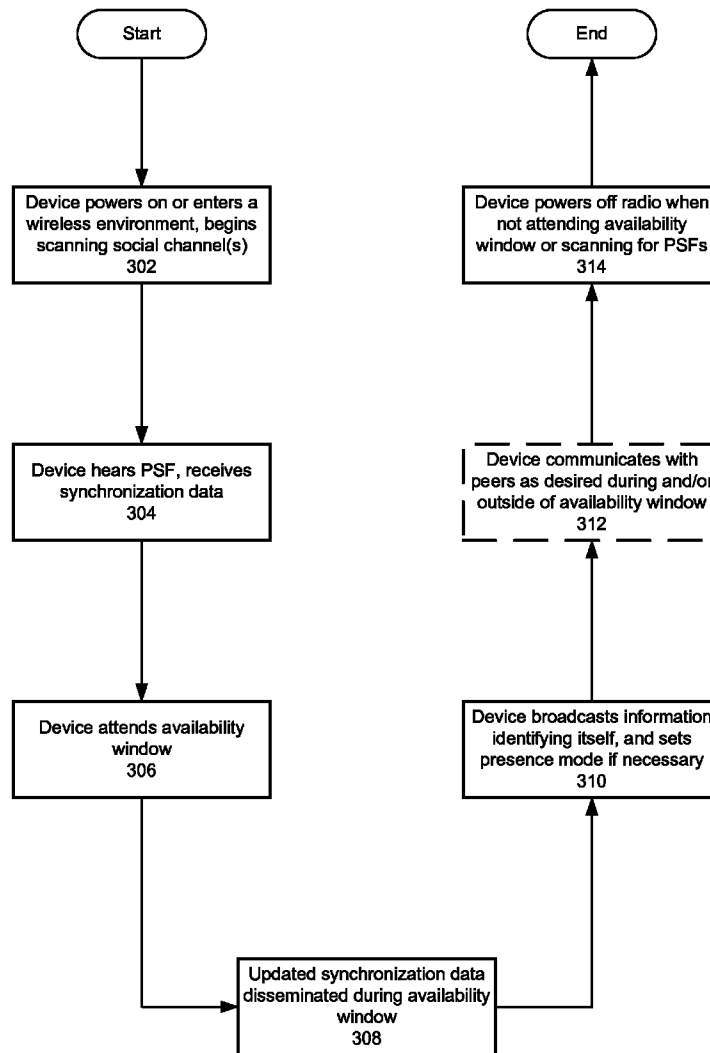 Start
Device powers on or enters a
wireless environment, begins
scanning social channel(s)
302
Device hears PSF, receives
synchronization data
304
Device attends availability
window
306
Updated synchronization data
disseminated during availability
window
308
Device broadcasts information
identifying itself, and sets
presence mode if necessary
310
Device communicates with
peers as desired during and/or
outside of availability window
312
Device powers off radio when
not attending availability
window or scanning for PSFs
314
End